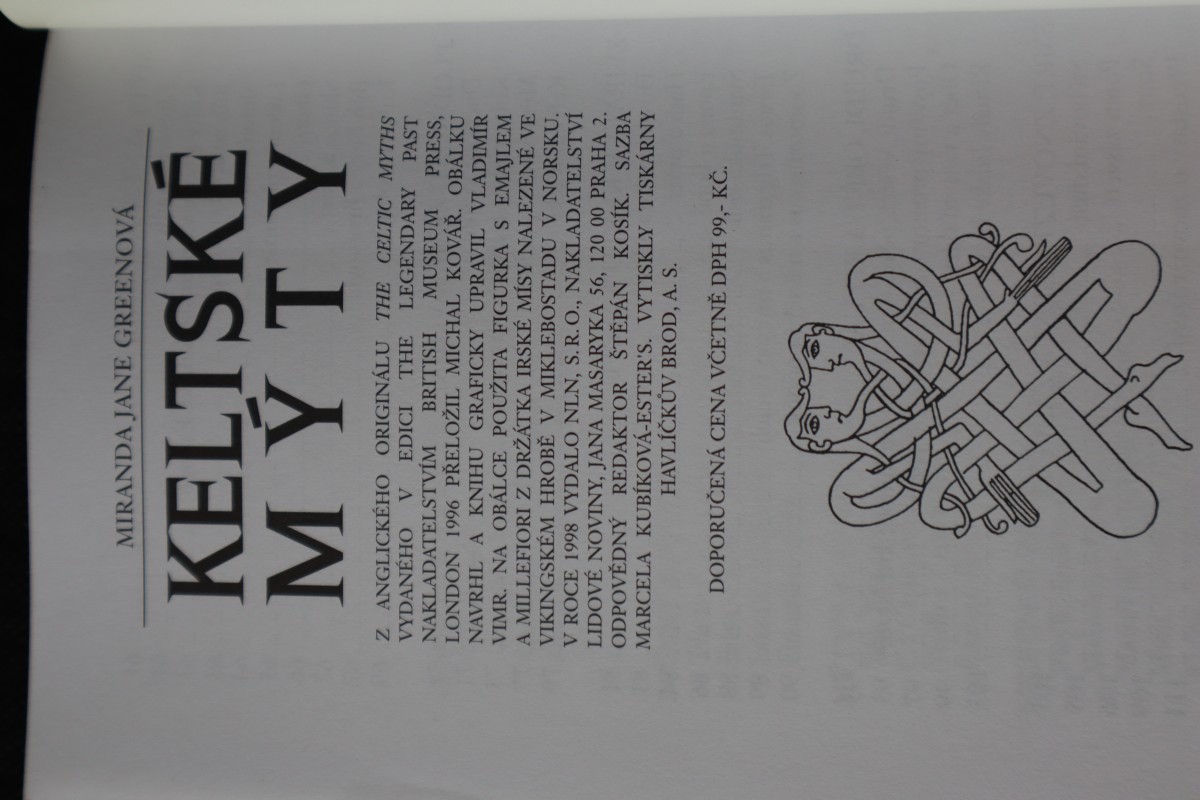 MIRANDA JANE GREENOVÁ
KELTSKÉ
MÝTY
Z ANGLICKÉHO ORIGINÁLU THE CELTIC MYTHS
VYDANÉHO V EDICI THE LEGENDARY PAST
NAKLADATELSTVÍM BRITISH MUSEUM PRESS,
LONDON 1996 PŘELOŽIL MICHAL KOVÁŘ. OBÁLKU
NAVRHL A KNIHU GRAFICKY UPRAVIL VLADIMÍR
VIMR. NA OBÁLCE POUŽITA FIGURKA S EMAJLEM
A MILLEFIORI Z DRŽÁTKA IRSKÉ MÍSY NALEZENÉ VE
VIKINGSKÉM HROBĚ V MIKLEBOSTADU V NORSKU.
V ROCE 1998 VYDALO NLN, S.R.O., NAKLADATELSTVÍ
LIDOVÉ NOVINY, JANA MASARYKA 56, 120 00 PRAHA 2.
ODPOVĚDNÝ REDAKTOR ŠTĚPÁN KOSÍK. SAZBA
MARCELA KUBÍKOVÁ-ESTER'S. VYTISKLY TISKÁRNY
HAVLÍČKŮV BROD, A. S.
DOPORUČENÁ CENA VČETNĚ DPH 99,- KČ.